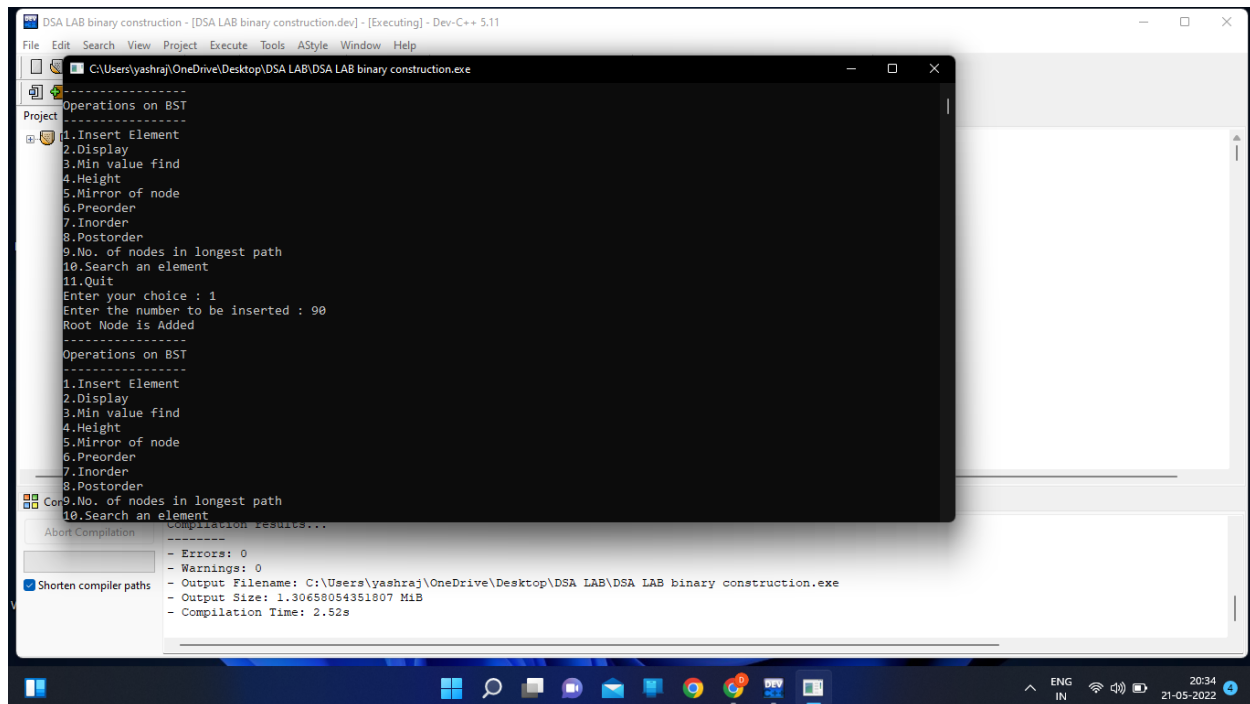 DSA LAB binary construction - [DSA LAB binary construction.dev] - [Executing] - Dev-C++ 5.11
File Edit Search View Project Execute Tools AStyle Window Help
C:\Users\yashraj\OneDrive\Desktop\DSA LAB\DSA LAB binary construction.exe
Project
-----------------
Operations on BST
-----------------
1.Insert Element
2.Display
3.Min value find
4.Height
5.Mirror of node
6.Preorder
7.Inorder
8.Postorder
9.No. of nodes in longest path
10.Search an element
11.Quit
Enter your choice : 1
Enter the number to be inserted : 90
Root Node is Added
-----------------
Operations on BST
-----------------
1.Insert Element
2.Display
3.Min value find
4.Height
5.Mirror of node
6.Preorder
7.Inorder
8.Postorder
9.No. of nodes in longest path
10.Search an element
Abort Compilation
Shorten compiler paths
Compilation results...
--------
- Errors: 0
- Warnings: 0
- Output Filename: C:\Users\yashraj\OneDrive\Desktop\DSA LAB\DSA LAB binary construction.exe
- Output Size: 1.30658054351807 MiB
- Compilation Time: 2.52s
DEV
ENG
IN
20:34
21-05-2022
4